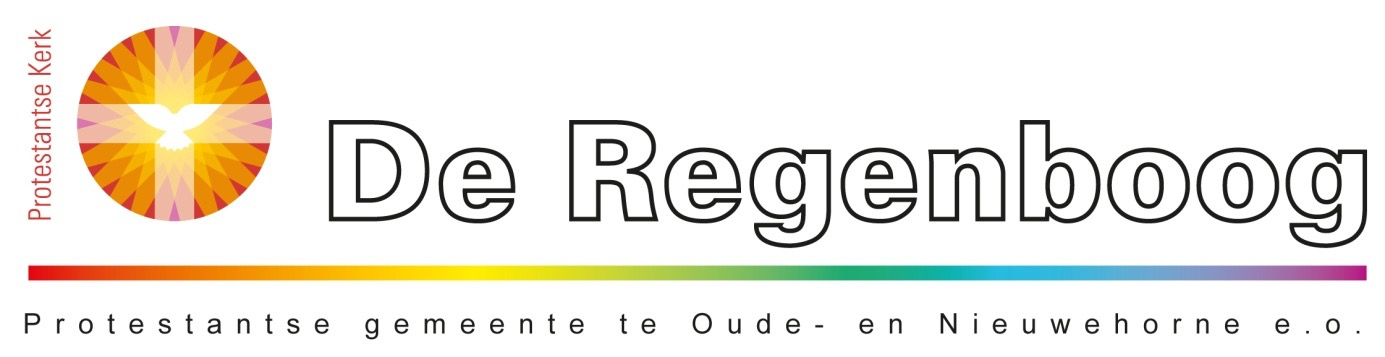 Protestantse Kerk
De Regenboog
Protestantse gemeente te Oude- en Nieuwehorne e.o.